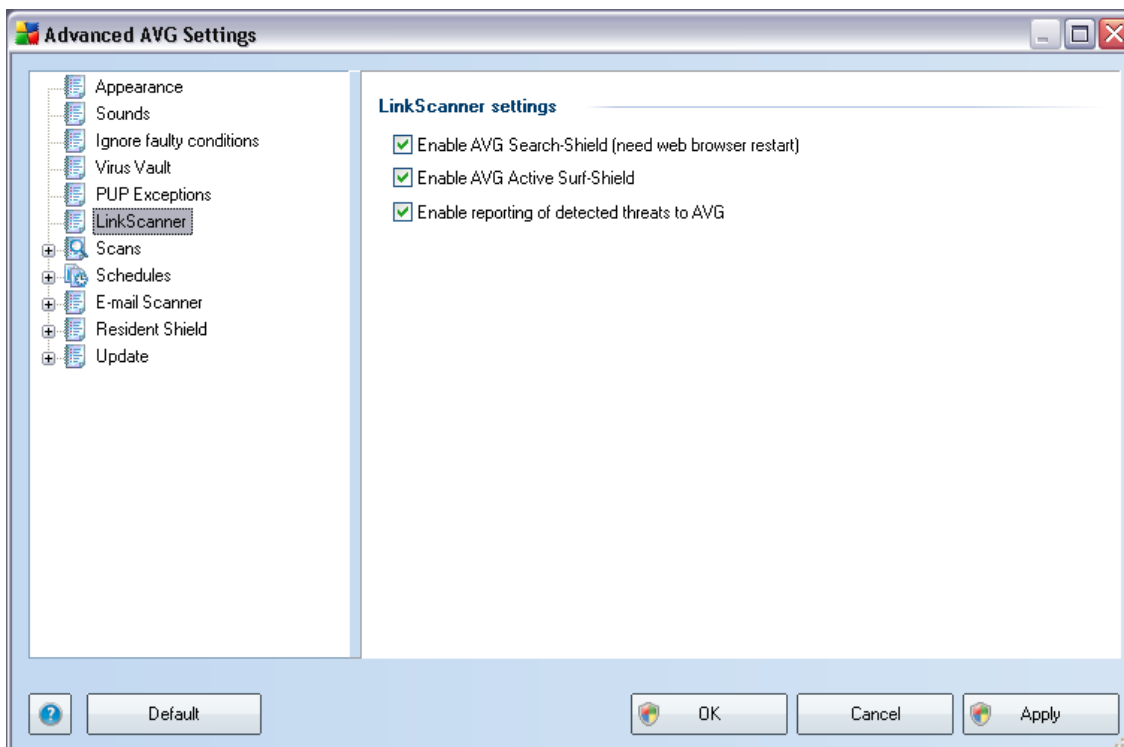 Advanced AVG Settings
Appearance
Sounds
Ignore faulty conditions
Virus Vault
PUP Exceptions
LinkScanner
Scans
Schedules
E-mail Scanner
Resident Shield
Update
LinkScanner settings
Enable AVG Search-Shield (need web browser restart)
Enable AVG Active Surf-Shield
Enable reporting of detected threats to AVG
Default
OK
Cancel
Apply